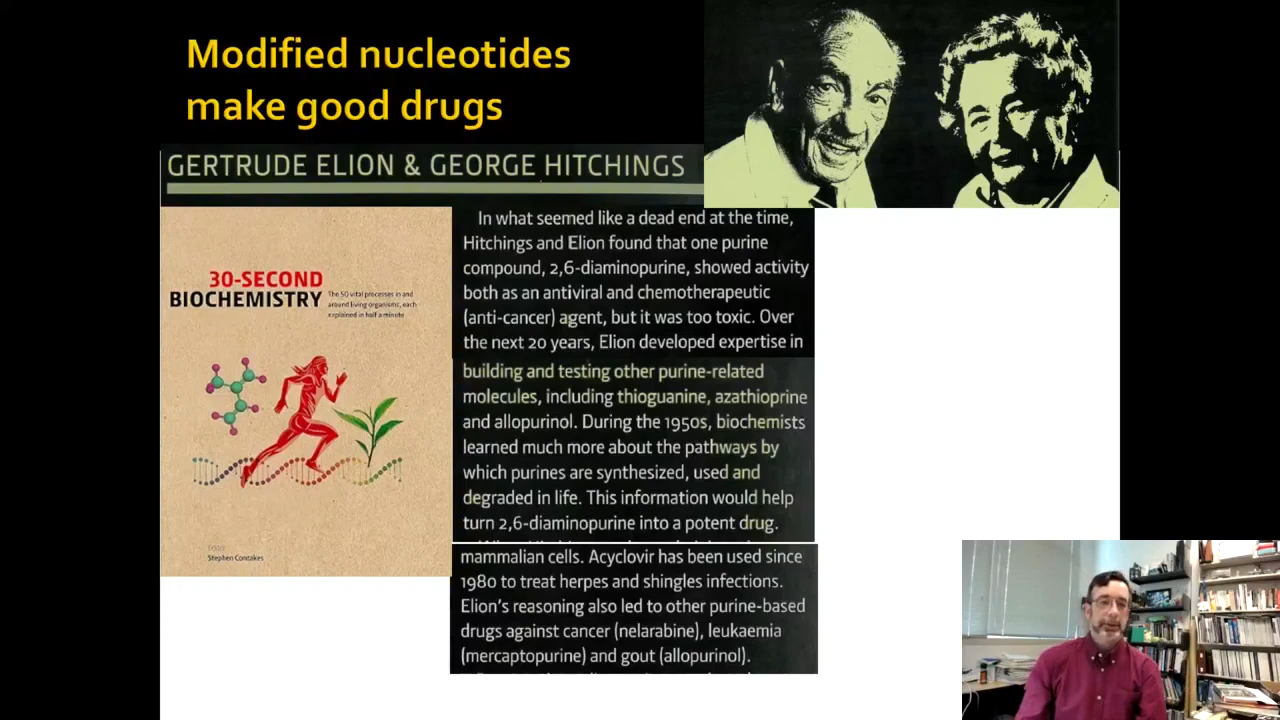 Modified nucleotides
make good drugs
GERTRUDE ELION & GEORGE HITCHINGS
30-SECOND
BIOCHEMISTRY
The 50 vital processes in and
around living organisms, each
explained in half a minute
Editor
Stephen Contakes
In what seemed like a dead end at the time,
Hitchings and Elion found that one purine
compound, 2,6-diaminopurine, showed activity
both as an antiviral and chemotherapeutic
(anti-cancer) agent, but it was too toxic. Over
the next 20 years, Elion developed expertise in
building and testing other purine-related
molecules, including thioguanine, azathioprine
and allopurinol. During the 1950s, biochemists
learned much more about the pathways by
which purines are synthesized, used and
degraded in life. This information would help
turn 2,6-diaminopurine into a potent drug.
mammalian cells. Acyclovir has been used since
1980 to treat herpes and shingles infections.
Elion's reasoning also led to other purine-based
drugs against cancer (nelarabine), leukaemia
(mercaptopurine) and gout (allopurinol).